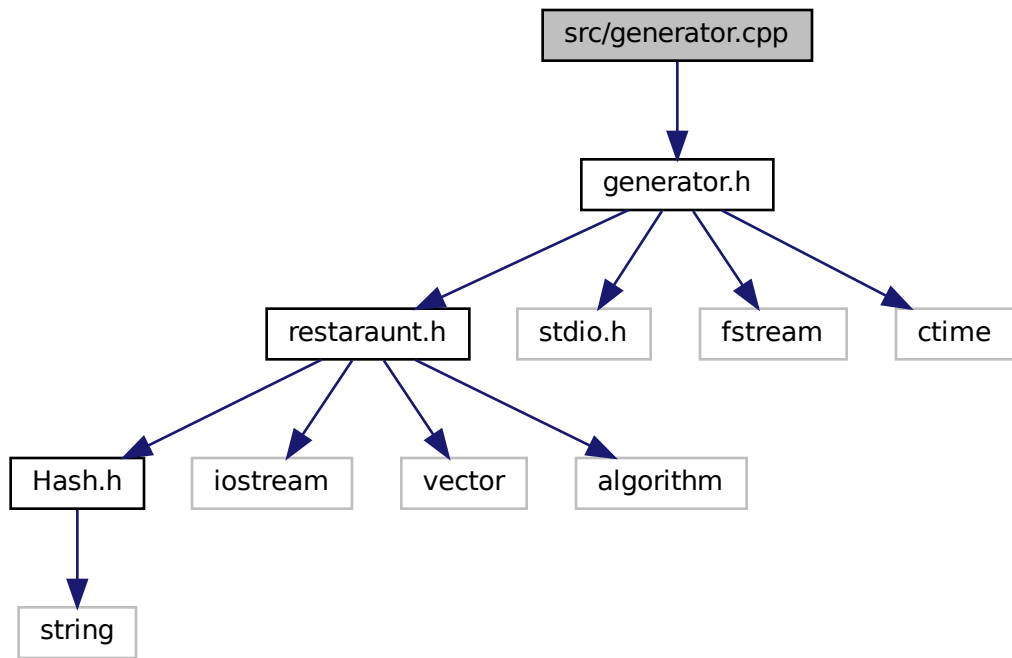 src/generator.cpp
generator.h
restaraunt.h
stdio.h
fstream
ctime
Hash.h
iostream
vector
algorithm
string